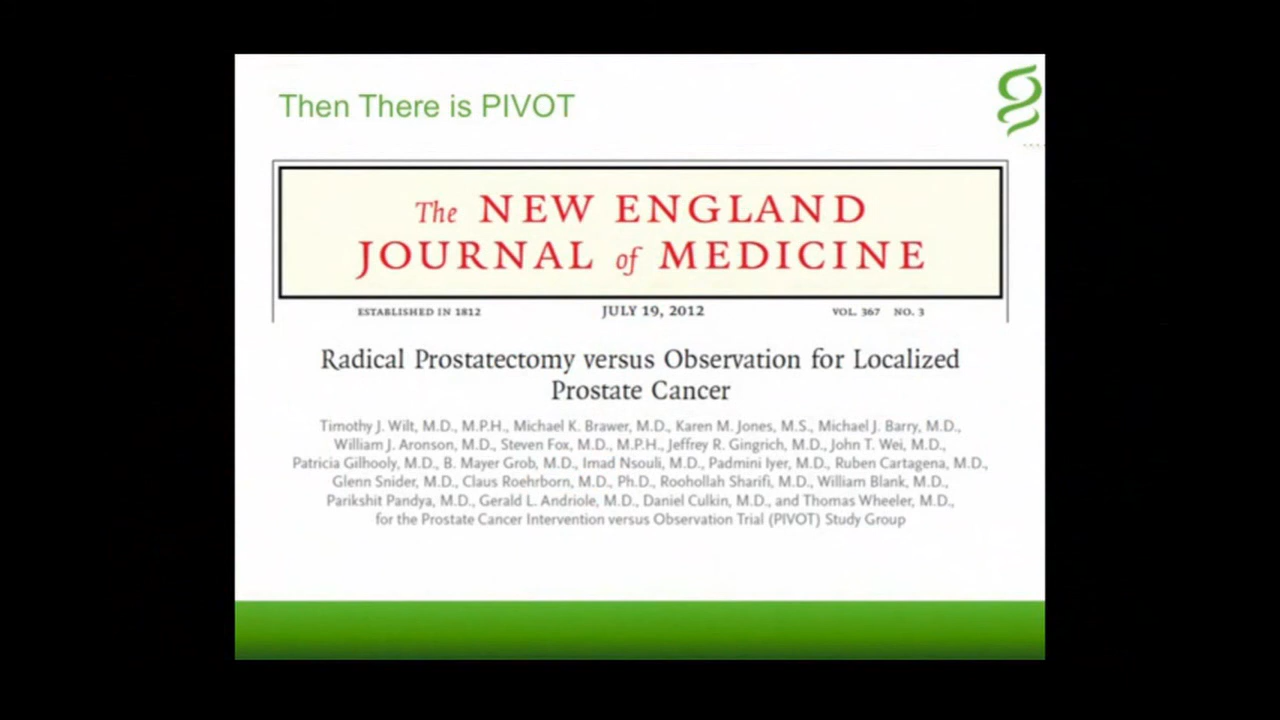 Then There is PIVOT
The NEW ENGLAND
JOURNAL of MEDICINE
ESTABLISHED IN 1812 JULY 19, 2012 VOL. 367 NO. 3
Radical Prostatectomy versus Observation for Localized
Prostate Cancer
Timothy J. Wilt, M.D., M.P.H., Michael K. Brawer, M.D., Karen M. Jones, M.S., Michael J. Barry, M.D.,
William J. Aronson, M.D., Steven Fox, M.D., M.P.H., Jeffrey R. Gingrich, M.D., John T. Wei, M.D.,
Patricia Gilhooly, M.D., B. Mayer Grob, M.D., Imad Nsouli, M.D., Padmini Iyer, M.D., Ruben Cartagena, M.D.,
Glenn Snider, M.D., Claus Roehrborn, M.D., Ph.D., Roohollah Sharifi, M.D., William Blank, M.D.,
Parikshit Pandya, M.D., Gerald L. Andriole, M.D., Daniel Culkin, M.D., and Thomas Wheeler, M.D.,
for the Prostate Cancer Intervention versus Observation Trial (PIVOT) Study Group